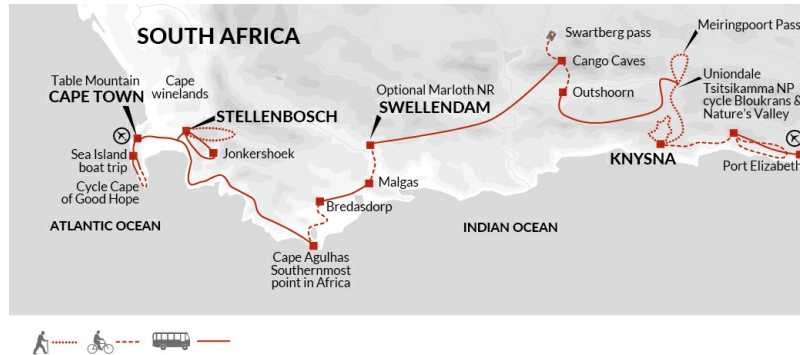 SOUTH AFRICA
Swartberg pass
Meiringpoort Pass
Cango Caves
Table Mountain
CAPE TOWN
Cape
winelands
Optional Marloth NR
SWELLENDAM
Uniondale
Tsitsikamma NP
cycle Bloukrans &
Nature's Valley
Outshoorn
STELLENBOSCH
Sea Island
boat trip
Jonkershoek
KNYSNA
Port Elizabeth
Cycle Cape
of Good Hope
Malgas
Bredasdorp
ATLANTIC OCEAN
INDIAN OCEAN
Cape Agulhas
Southernmost
point in Africa